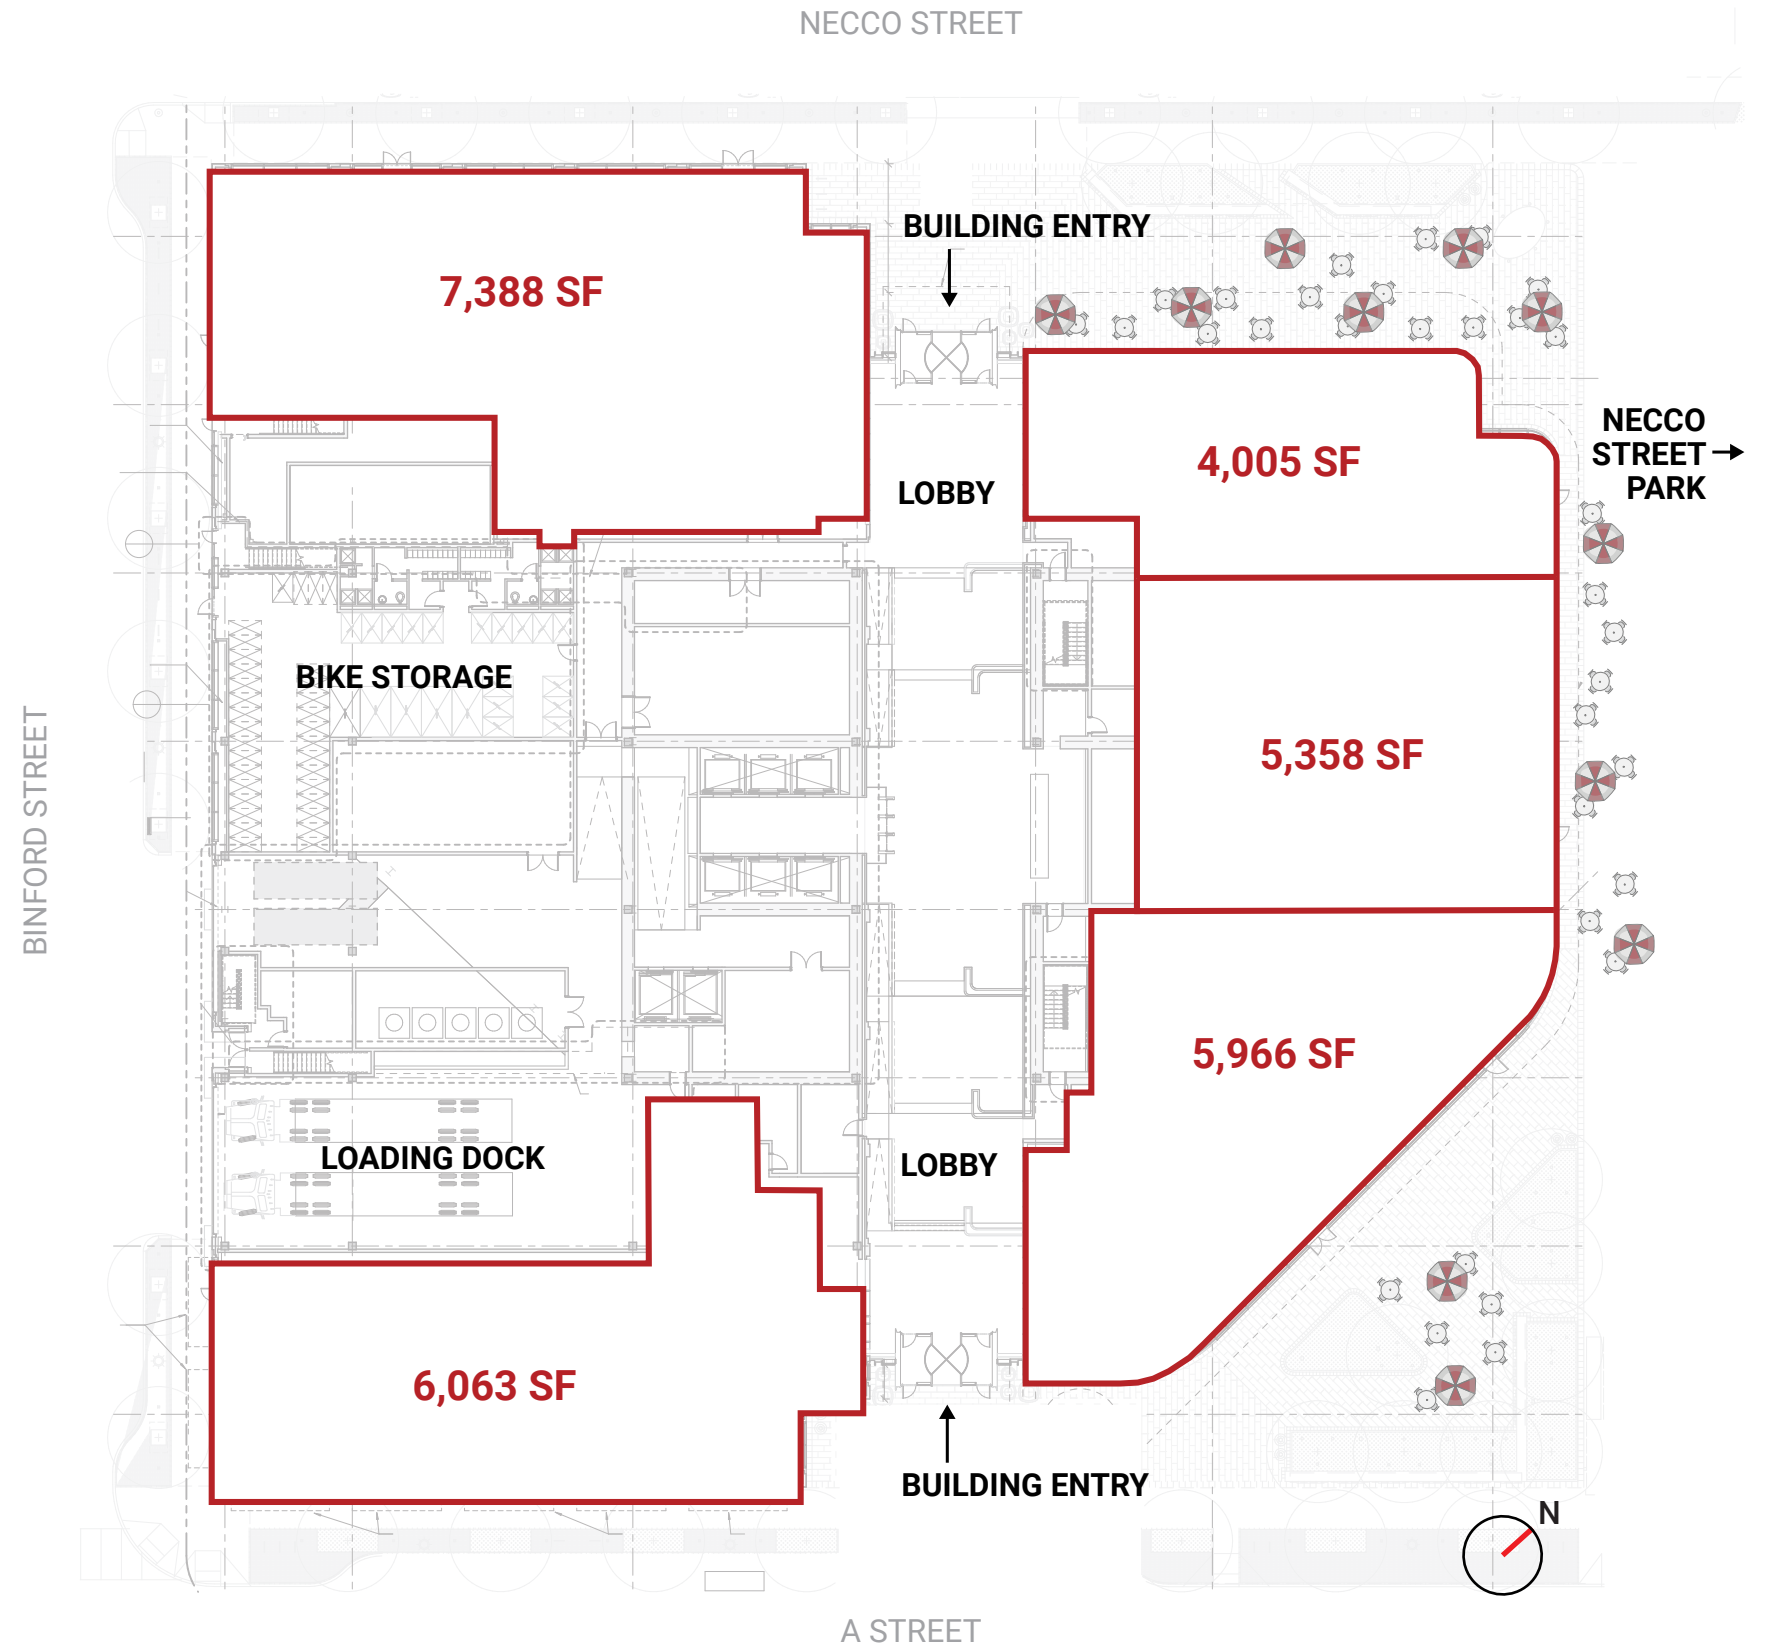 NECCO STREET
BUILDING ENTRY
7,388 SF
NECCO
STREET
PARK
4,005 SF
LOBBY
BIKE STORAGE
5,358 SF
BINFORD STREET
5,966 SF
LOADING DOCK
LOBBY
6,063 SF
BUILDING ENTRY
N
A STREET